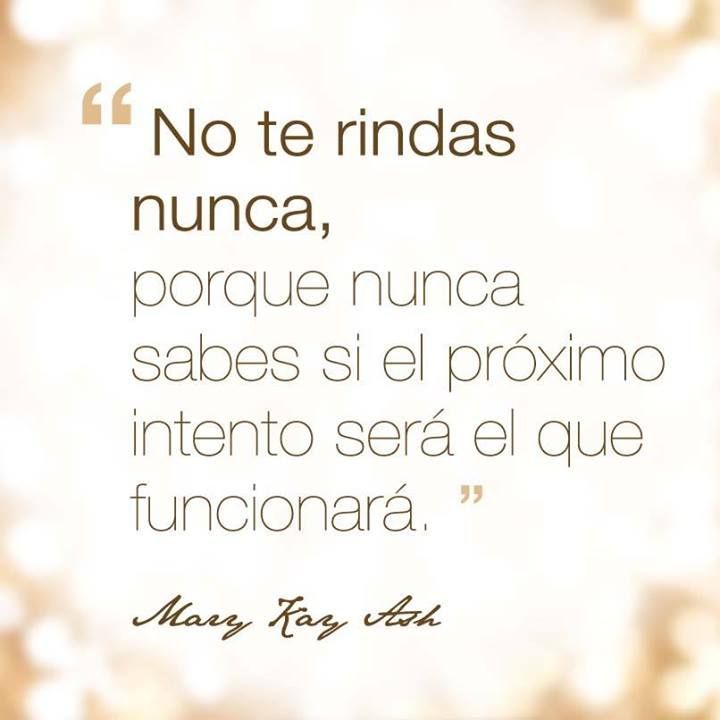 “ No te rindas
nunca,
porque nunca
sabes si el próximo
intento será el que
funcionará. ”
Mary Kay Ash